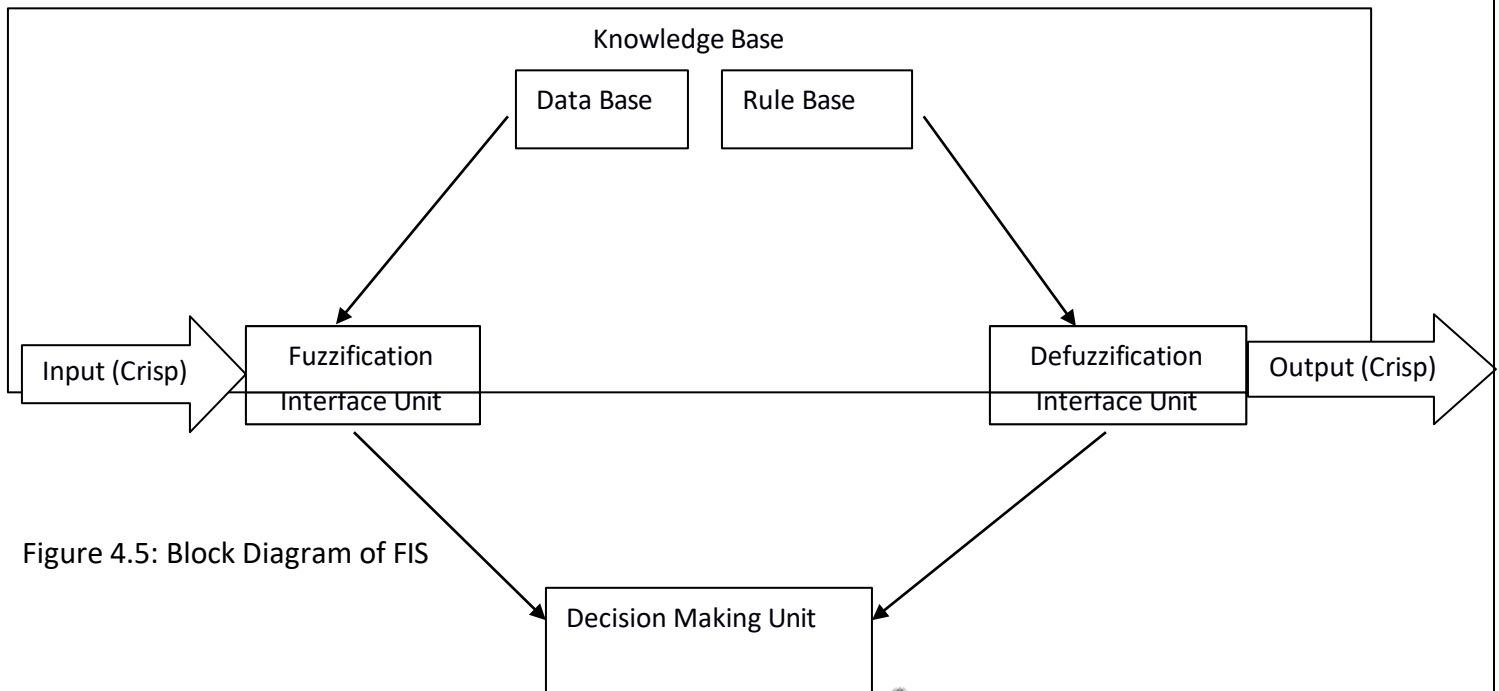 Knowledge Base
Data Base
Rule Base
Input (Crisp)
Fuzzification
Interface Unit
Defuzzification
Interface Unit
Output (Crisp)
Figure 4.5: Block Diagram of FIS
Decision Making Unit